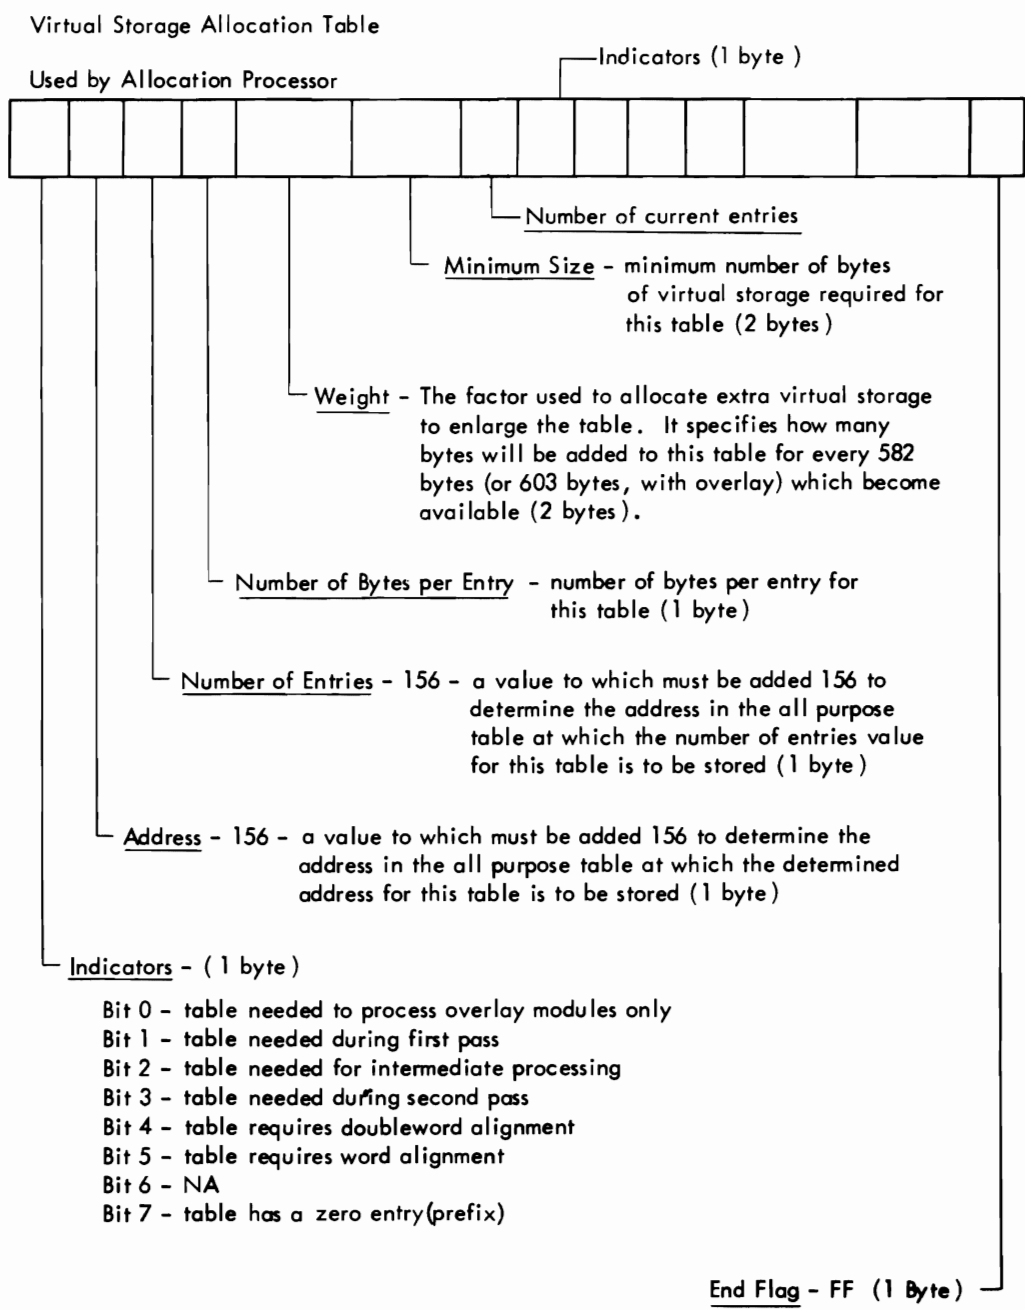 Virtual Storage Allocation Table
Indicators (1 byte)
Used by Allocation Processor
Number of current entries
Minimum Size - minimum number of bytes
of virtual storage required for
this table (2 bytes)
Weight - The factor used to allocate extra virtual storage
to enlarge the table. It specifies how many
bytes will be added to this table for every 582
bytes (or 603 bytes, with overlay) which become
available (2 bytes).
Number of Bytes per Entry - number of bytes per entry for
this table (1 byte)
Number of Entries - 156 - a value to which must be added 156 to
determine the address in the all purpose
table at which the number of entries value
for this table is to be stored (1 byte)
Address - 156 - a value to which must be added 156 to determine the
address in the all purpose table at which the determined
address for this table is to be stored (1 byte)
Indicators - (1 byte)
Bit 0 - table needed to process overlay modules only
Bit 1 - table needed during first pass
Bit 2 - table needed for intermediate processing
Bit 3 - table needed during second pass
Bit 4 - table requires doubleword alignment
Bit 5 - table requires word alignment
Bit 6 - NA
Bit 7 - table has a zero entry(prefix)
End Flag - FF (1 Byte)